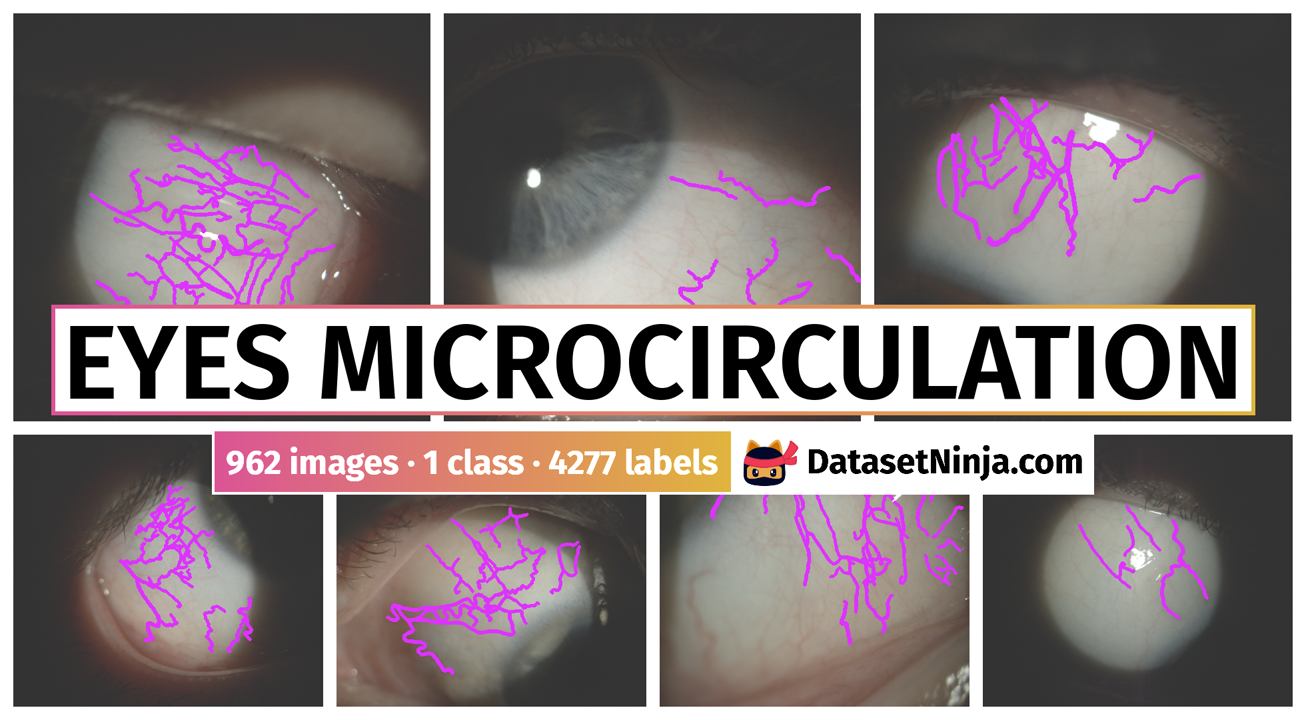 EYES MICROCIRCULATION
962 images · 1 class · 4277 labels
DatasetNinja.com